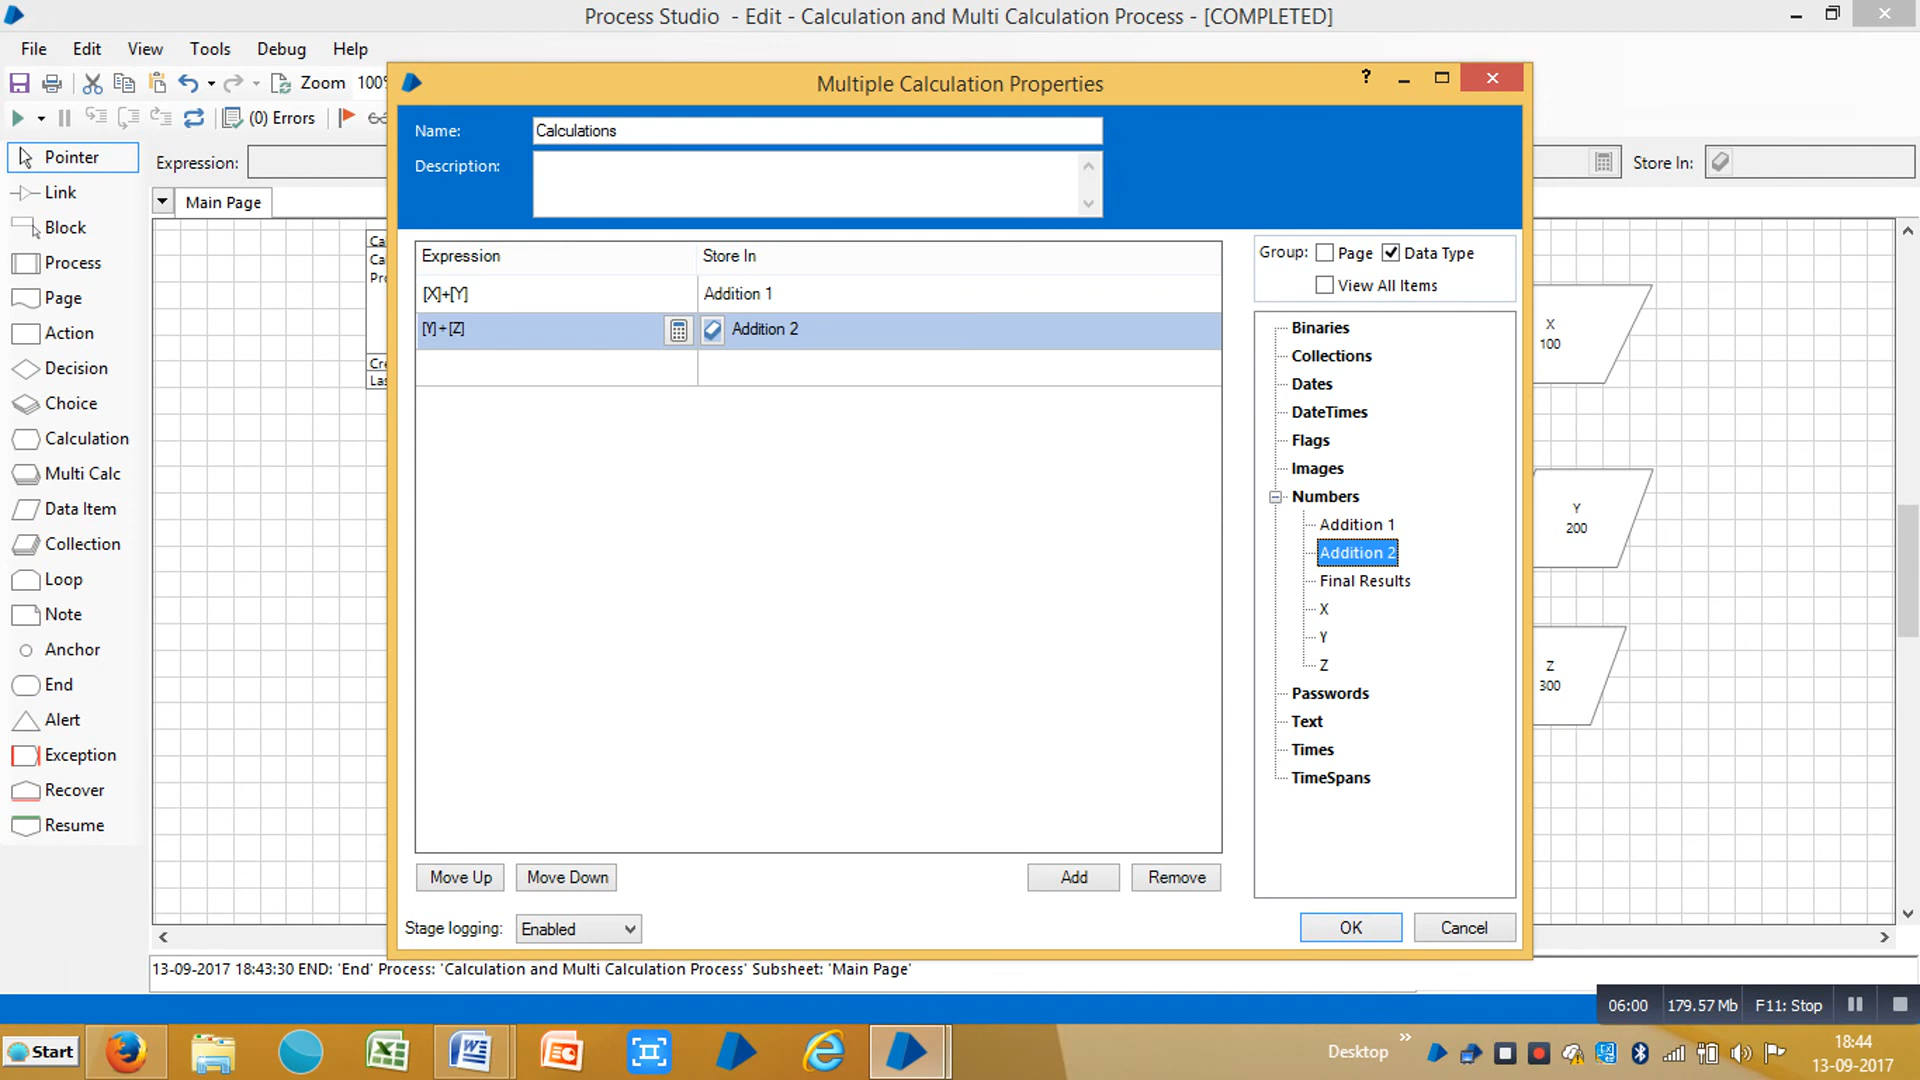 Process Studio - Edit - Calculation and Multi Calculation Process - [COMPLETED]
File Edit View Tools Debug Help
Zoom 100%
(0) Errors
Multiple Calculation Properties
?
Name: Calculations
Description:
Pointer
Link
Block
Process
Page
Action
Decision
Choice
Calculation
Multi Calc
Data Item
Collection
Loop
Note
Anchor
End
Alert
Exception
Recover
Resume
Expression:
Store In:
Main Page
Ca
Ca
Pro
Cre
Las
Expression Store In
[X]+[Y] Addition 1
[Y]+[Z] Addition 2
Group: Page Data Type
View All Items
Binaries
Collections
Dates
DateTimes
Flags
Images
Numbers
Addition 1
Addition 2
Final Results
X
Y
Z
Passwords
Text
Times
TimeSpans
X
100
Y
200
Z
300
Move Up Move Down Add Remove
Stage logging: Enabled
OK Cancel
13-09-2017 18:43:30 END: 'End' Process: 'Calculation and Multi Calculation Process' Subsheet: 'Main Page'
06:00 179.57 Mb F11: Stop
Start
Desktop
18:44
13-09-2017